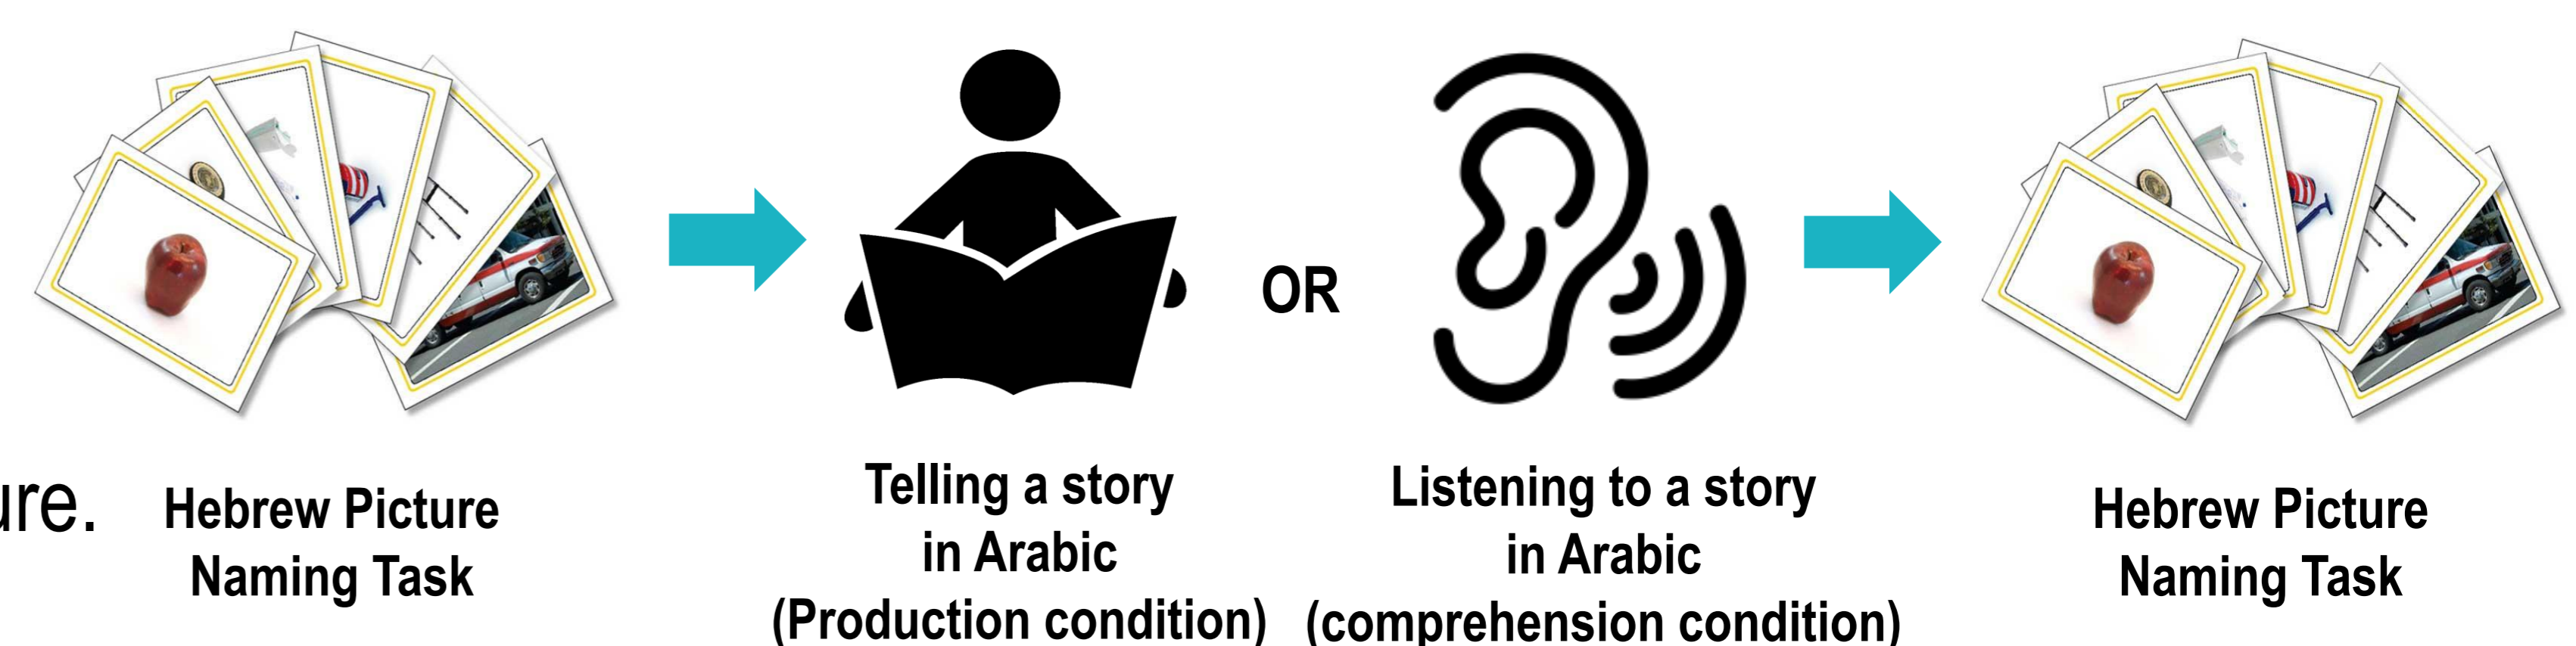 Hebrew Picture
Naming Task
Telling a story
in Arabic
(Production condition)
OR
Listening to a story
in Arabic
(comprehension condition)
Hebrew Picture
Naming Task